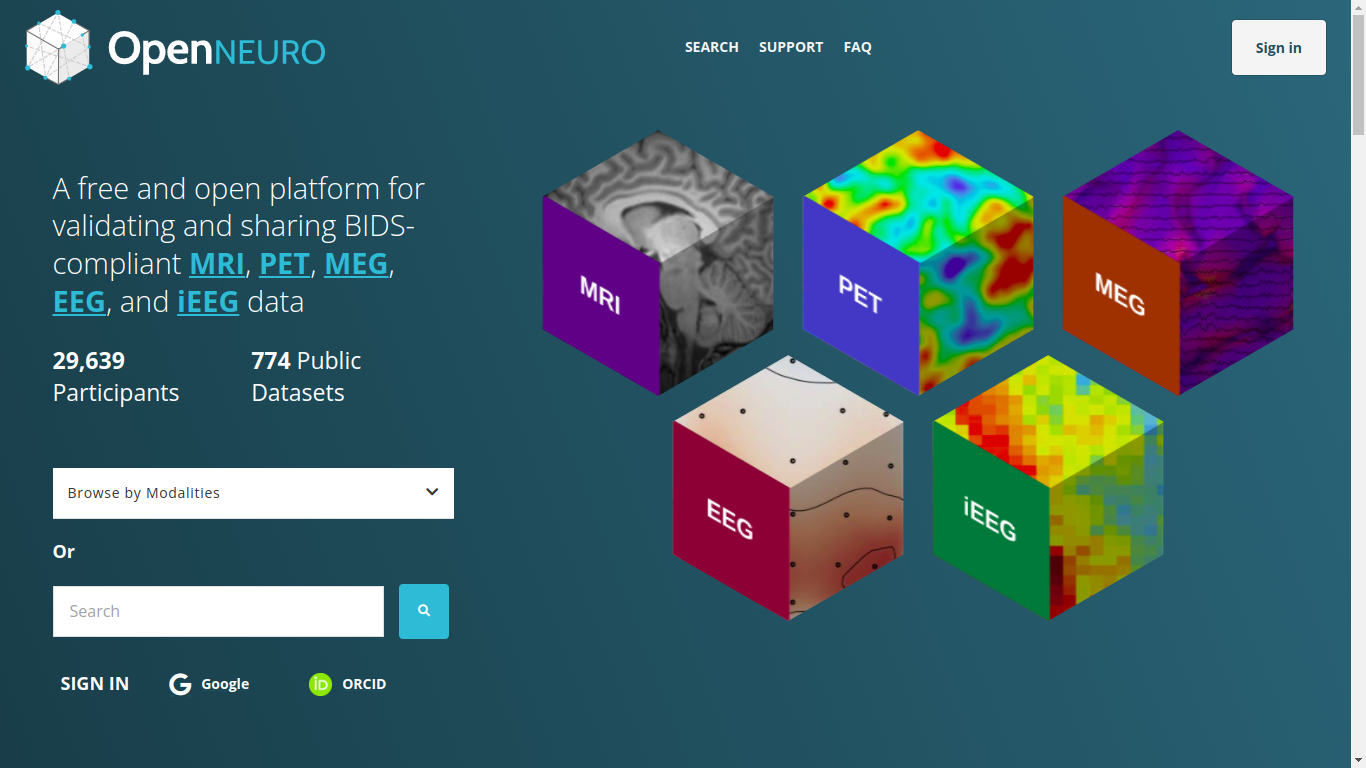 OpenNEURO
SEARCH SUPPORT FAQ
Sign in
A free and open platform for
validating and sharing BIDS-
compliant MRI, PET, MEG,
EEG, and iEEG data
29,639
Participants
774 Public
Datasets
Browse by Modalities
Or
Search
SIGN IN
Google
iD ORCID
MRI
PET
MEG
EEG
iEEG